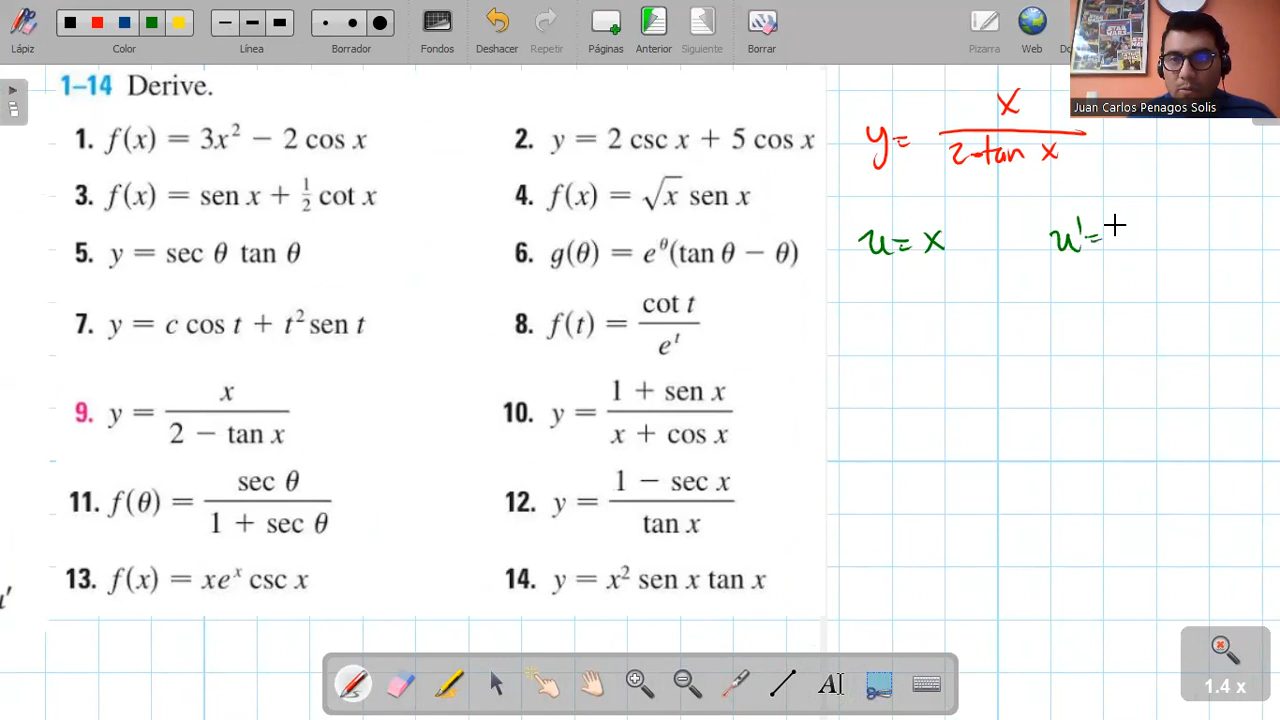 Lápiz
Color
Línea
Borrador
Fondos
Deshacer
Repetir
Páginas
Anterior
Siguiente
Borrar
Pizarra
Web
Juan Carlos Penagos Solis
1–14 Derive.
1. f(x) = 3x² − 2 cos x
2. y = 2 csc x + 5 cos x
3. f(x) = sen x + ½ cot x
4. f(x) = √x sen x
5. y = sec θ tan θ
6. g(θ) = e^θ(tan θ − θ)
7. y = c cos t + t² sen t
8. f(t) = cot t / e^t
9. y = x / (2 − tan x)
10. y = (1 + sen x) / (x + cos x)
11. f(θ) = sec θ / (1 + sec θ)
12. y = (1 − sec x) / tan x
13. f(x) = xe^x csc x
14. y = x² sen x tan x
y = x / (2-tan x)
u = x
u' =
u'
AI
1.4 x